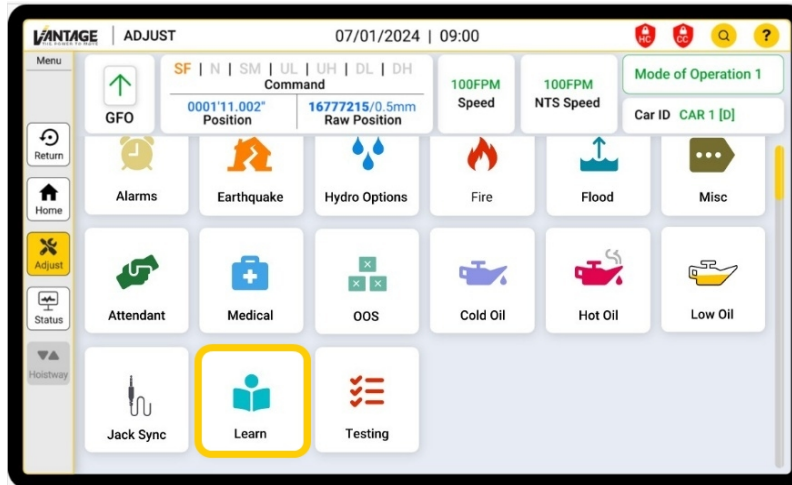 VANTAGE | ADJUST
07/01/2024 | 09:00
HC
CC
?
Menu
GFO
SF | N | SM | UL | UH | DL | DH
Command
0001'11.002"
Position
16777215/0.5mm
Raw Position
100FPM
Speed
100FPM
NTS Speed
Mode of Operation 1
Car ID CAR 1 [D]
Return
Home
Adjust
Status
Hoistway
Alarms
Earthquake
Hydro Options
Fire
Flood
Misc
Attendant
Medical
OOS
Cold Oil
Hot Oil
Low Oil
Jack Sync
Learn
Testing